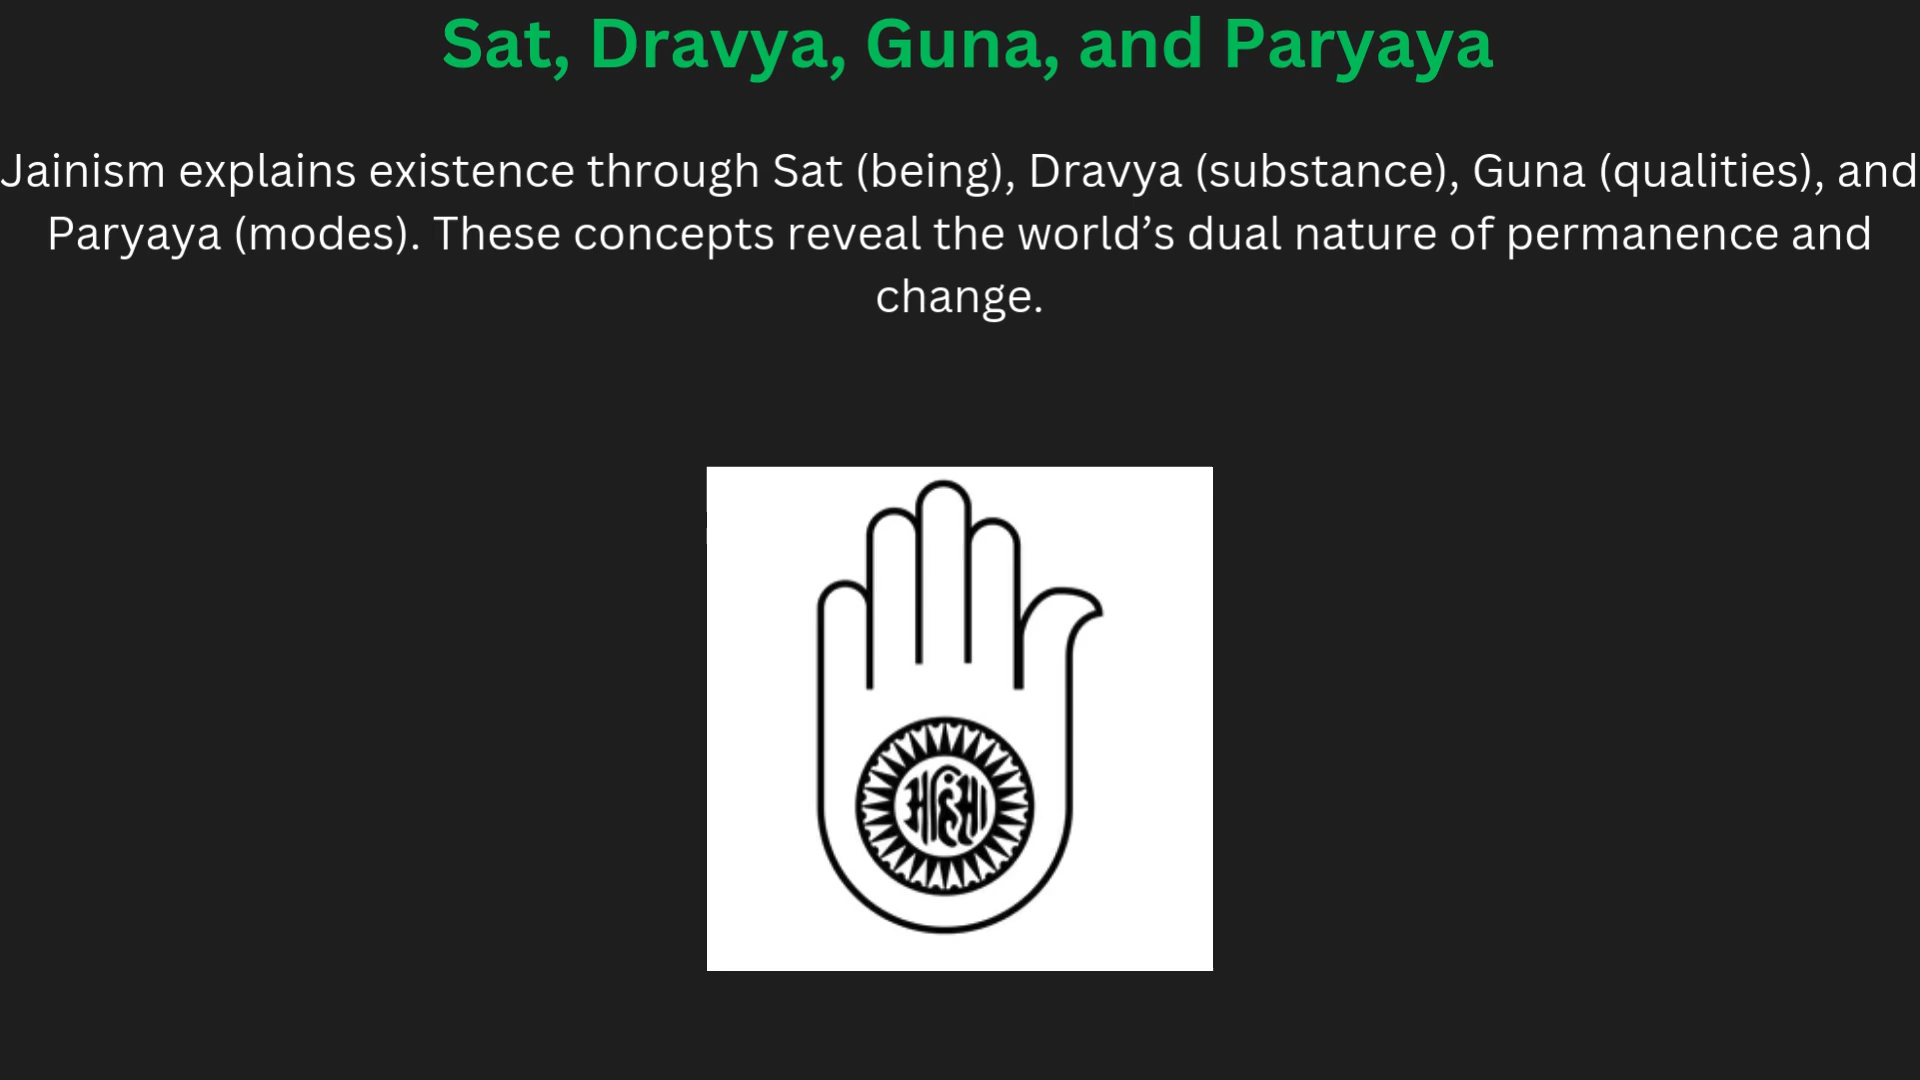 Sat, Dravya, Guna, and Paryaya
Jainism explains existence through Sat (being), Dravya (substance), Guna (qualities), and
Paryaya (modes). These concepts reveal the world’s dual nature of permanence and
change.
अहिंसा